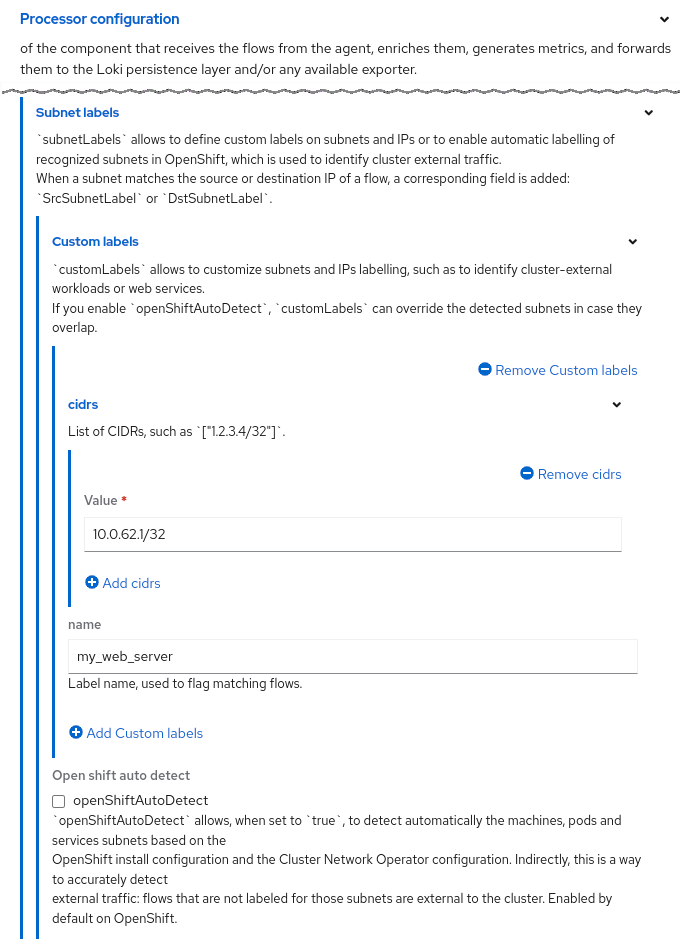 Processor configuration
of the component that receives the flows from the agent, enriches them, generates metrics, and forwards
them to the Loki persistence layer and/or any available exporter.
Subnet labels
`subnetLabels` allows to define custom labels on subnets and IPs or to enable automatic labelling of
recognized subnets in OpenShift, which is used to identify cluster external traffic.
When a subnet matches the source or destination IP of a flow, a corresponding field is added:
`SrcSubnetLabel` or `DstSubnetLabel`.
Custom labels
`customLabels` allows to customize subnets and IPs labelling, such as to identify cluster-external
workloads or web services.
If you enable `openShiftAutoDetect`, `customLabels` can override the detected subnets in case they
overlap.
Remove Custom labels
cidrs
List of CIDRs, such as `["1.2.3.4/32"]`.
Remove cidrs
Value *
10.0.62.1/32
Add cidrs
name
my_web_server
Label name, used to flag matching flows.
Add Custom labels
Open shift auto detect
openShiftAutoDetect
`openShiftAutoDetect` allows, when set to `true`, to detect automatically the machines, pods and
services subnets based on the
OpenShift install configuration and the Cluster Network Operator configuration. Indirectly, this is a way
to accurately detect
external traffic: flows that are not labeled for those subnets are external to the cluster. Enabled by
default on OpenShift.